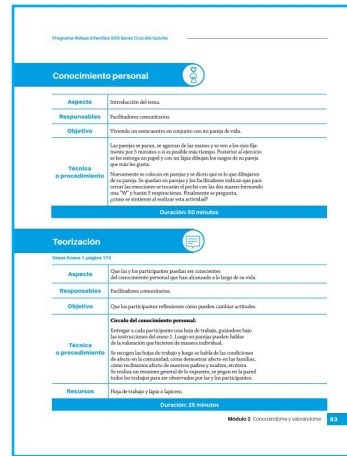 Programa Aldeas Infantiles SOS Santa Cruz del Quiché
Conocimiento personal
Aspecto
Introducción del tema.
Responsables
Facilitadores comunitarios.
Objetivo
Viviendo un reencuentro en conjunto con mi pareja de vida.
Técnica
o procedimiento
Las parejas se paran, se agarran de las manos y se ven a los ojos fija-
mente por 5 minutos o si es posible más tiempo. Posterior al ejercicio
se les entrega un papel y con un lápiz dibujan los rasgos de su pareja
que más les gusta.
Nuevamente se colocan en parejas y se dicen qué es lo que dibujaron
de su pareja. Se quedan en parejas y los facilitadores indican que para
cerrar las emociones se tocarán el pecho con las dos manos formando
una "W" y harán 5 respiraciones. Finalmente se pregunta,
¿cómo se sintieron al realizar esta actividad?
Duración: 50 minutos
Teorización
Véase Anexo 1, página 173
Aspecto
Que las y los participantes puedan ser conscientes
del conocimiento personal que han alcanzado a lo largo de su vida.
Responsables
Facilitadores comunitarios.
Objetivo
Que los participantes reflexionen cómo pueden cambiar actitudes.
Técnica
o procedimiento
Círculo del conocimiento personal:
Entregar a cada participante una hoja de trabajo, guiándose bajo
las instrucciones del anexo 1. Luego en parejas pueden hablar
de la valoración que hicieron de manera individual.
Se recogen las hojas de trabajo y luego se habla de las condiciones
de afecto en la comunidad, cómo demostrar afecto en las familias,
cómo recibíamos afecto de nuestros padres y madres, etcétera.
Se realiza un resumen general de lo expuesto, se pegan en la pared
todos los trabajos para ser observados por las y los participantes.
Recursos
Hoja de trabajo y lápiz o lapicero.
Duración: 25 minutos
Módulo 2 Conociéndome y valorándome 63